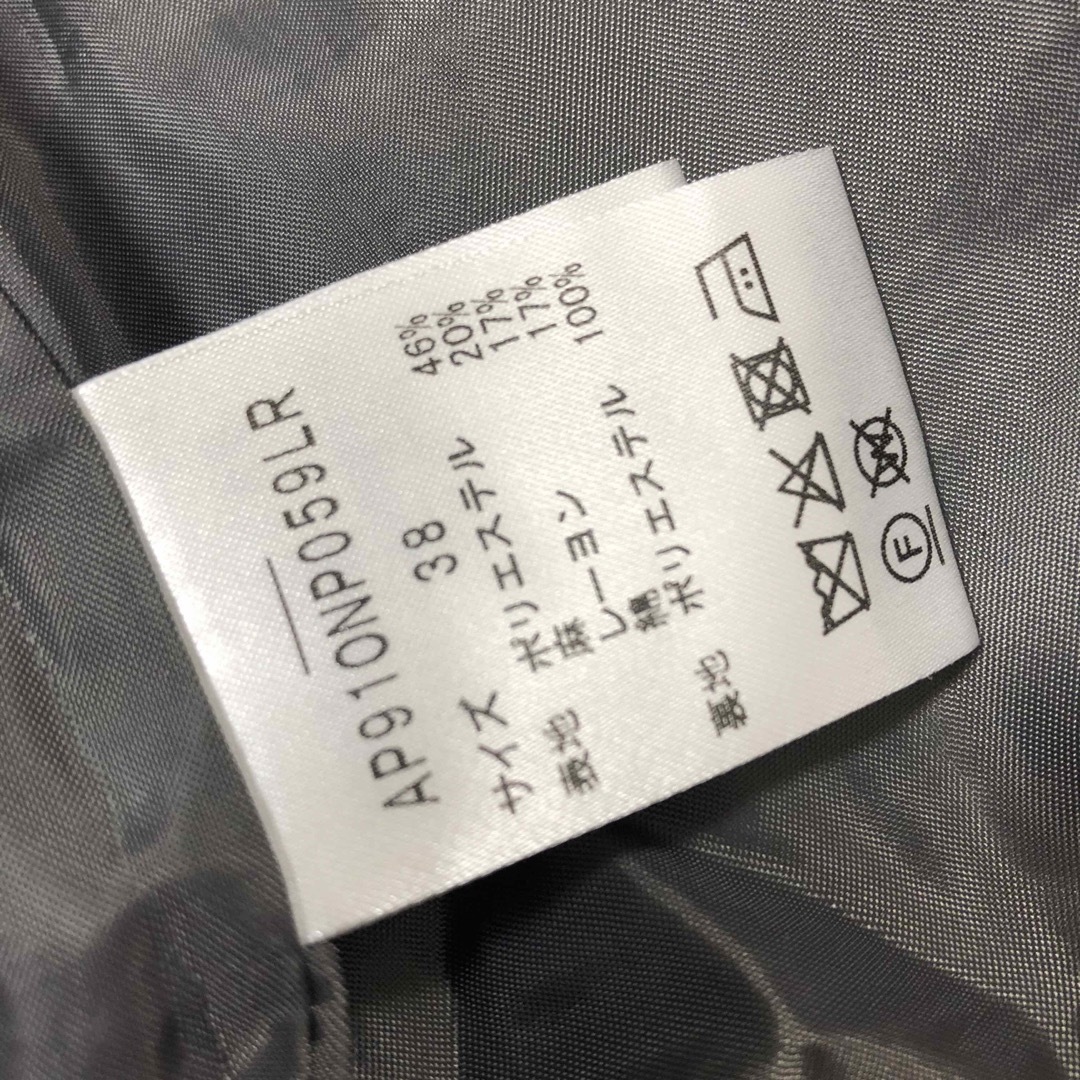 AP910NP059LR
サイズ 38
表地 ポリエステル 46%
麻 20%
レーヨン 17%
綿 17%
裏地 ポリエステル 100%
W
F